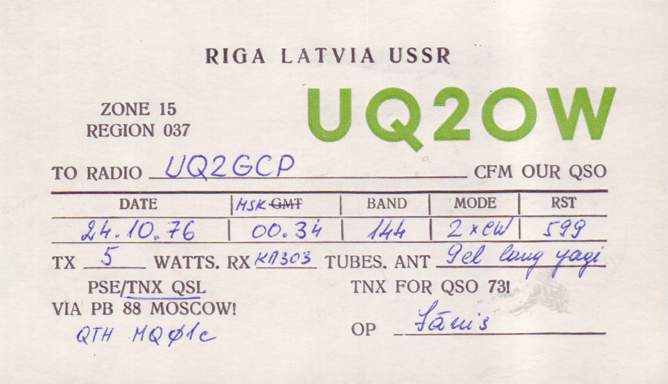 RIGA LATVIA USSR
UQ2OW
ZONE 15
REGION 037
TO RADIO UQ2GCP CFM OUR QSO
DATE MSK GMT BAND MODE RST
24.10.76 00.34 144 2xCW 599
TX 5 WATTS. RX КП303 TUBES. ANT 9el long yagi
PSE/TNX QSL TNX FOR QSO 73!
VIA PB 88 MOSCOW!
QTH MQØ1c OP Jānis